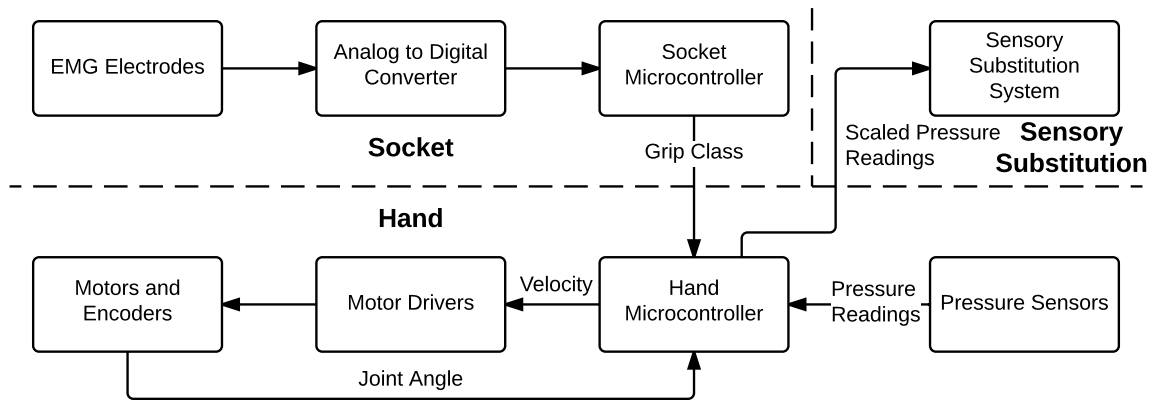 EMG Electrodes
Analog to Digital
Converter
Socket
Microcontroller
Sensory
Substitution
System
Socket
Grip Class
Scaled Pressure
Readings
Sensory
Substitution
Hand
Motors and
Encoders
Motor Drivers
Velocity
Hand
Microcontroller
Pressure
Readings
Pressure Sensors
Joint Angle